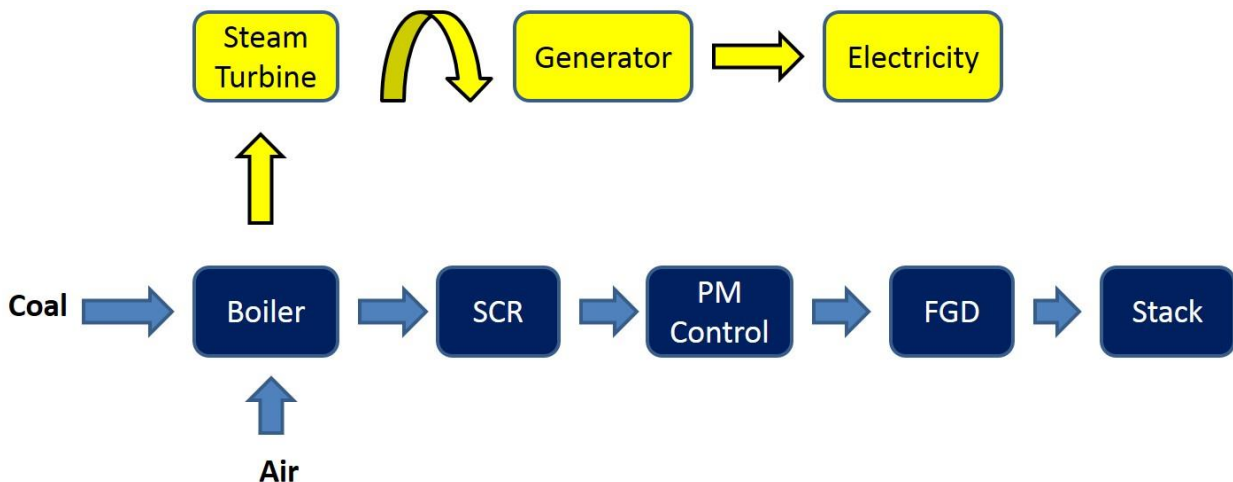 Steam
Turbine
Generator
Electricity
Coal
Boiler
SCR
PM
Control
FGD
Stack
Air